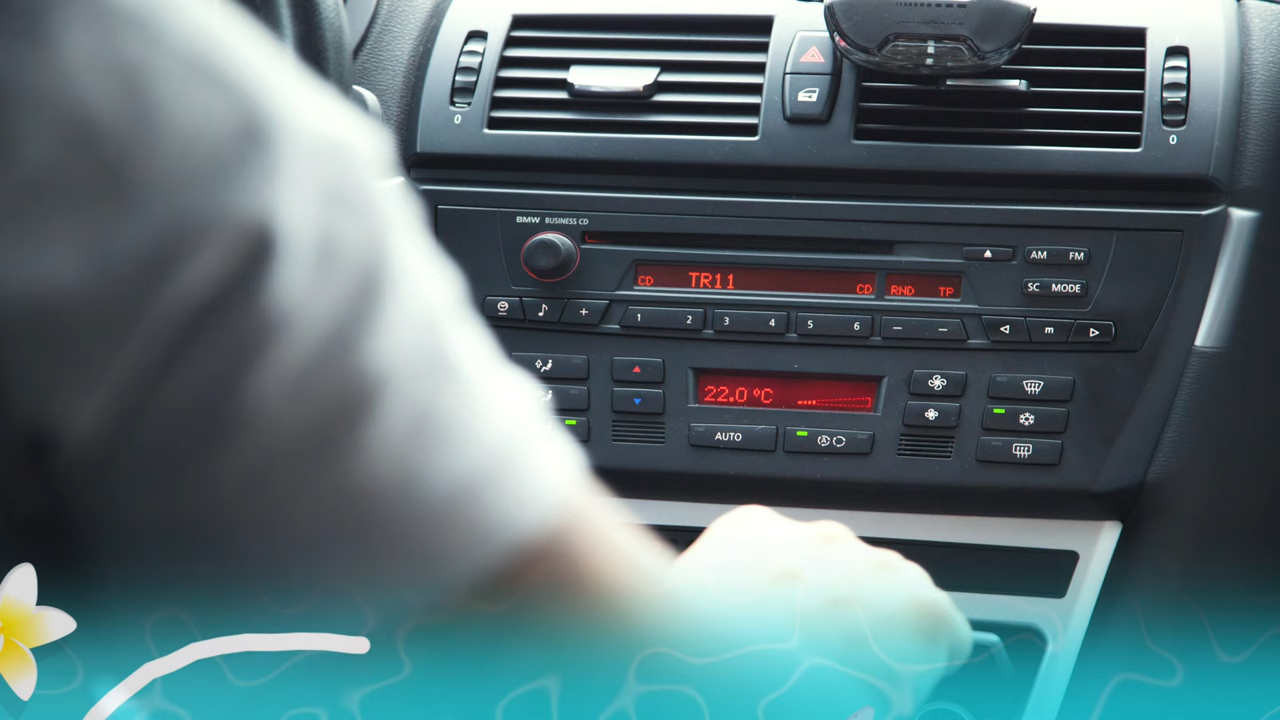 0
0
BMW BUSINESS CD
AM FM
CD TR11 CD RND TP
SC MODE
+ 1 2 3 4 5 6 − − m
22.0 °C
AUTO
A